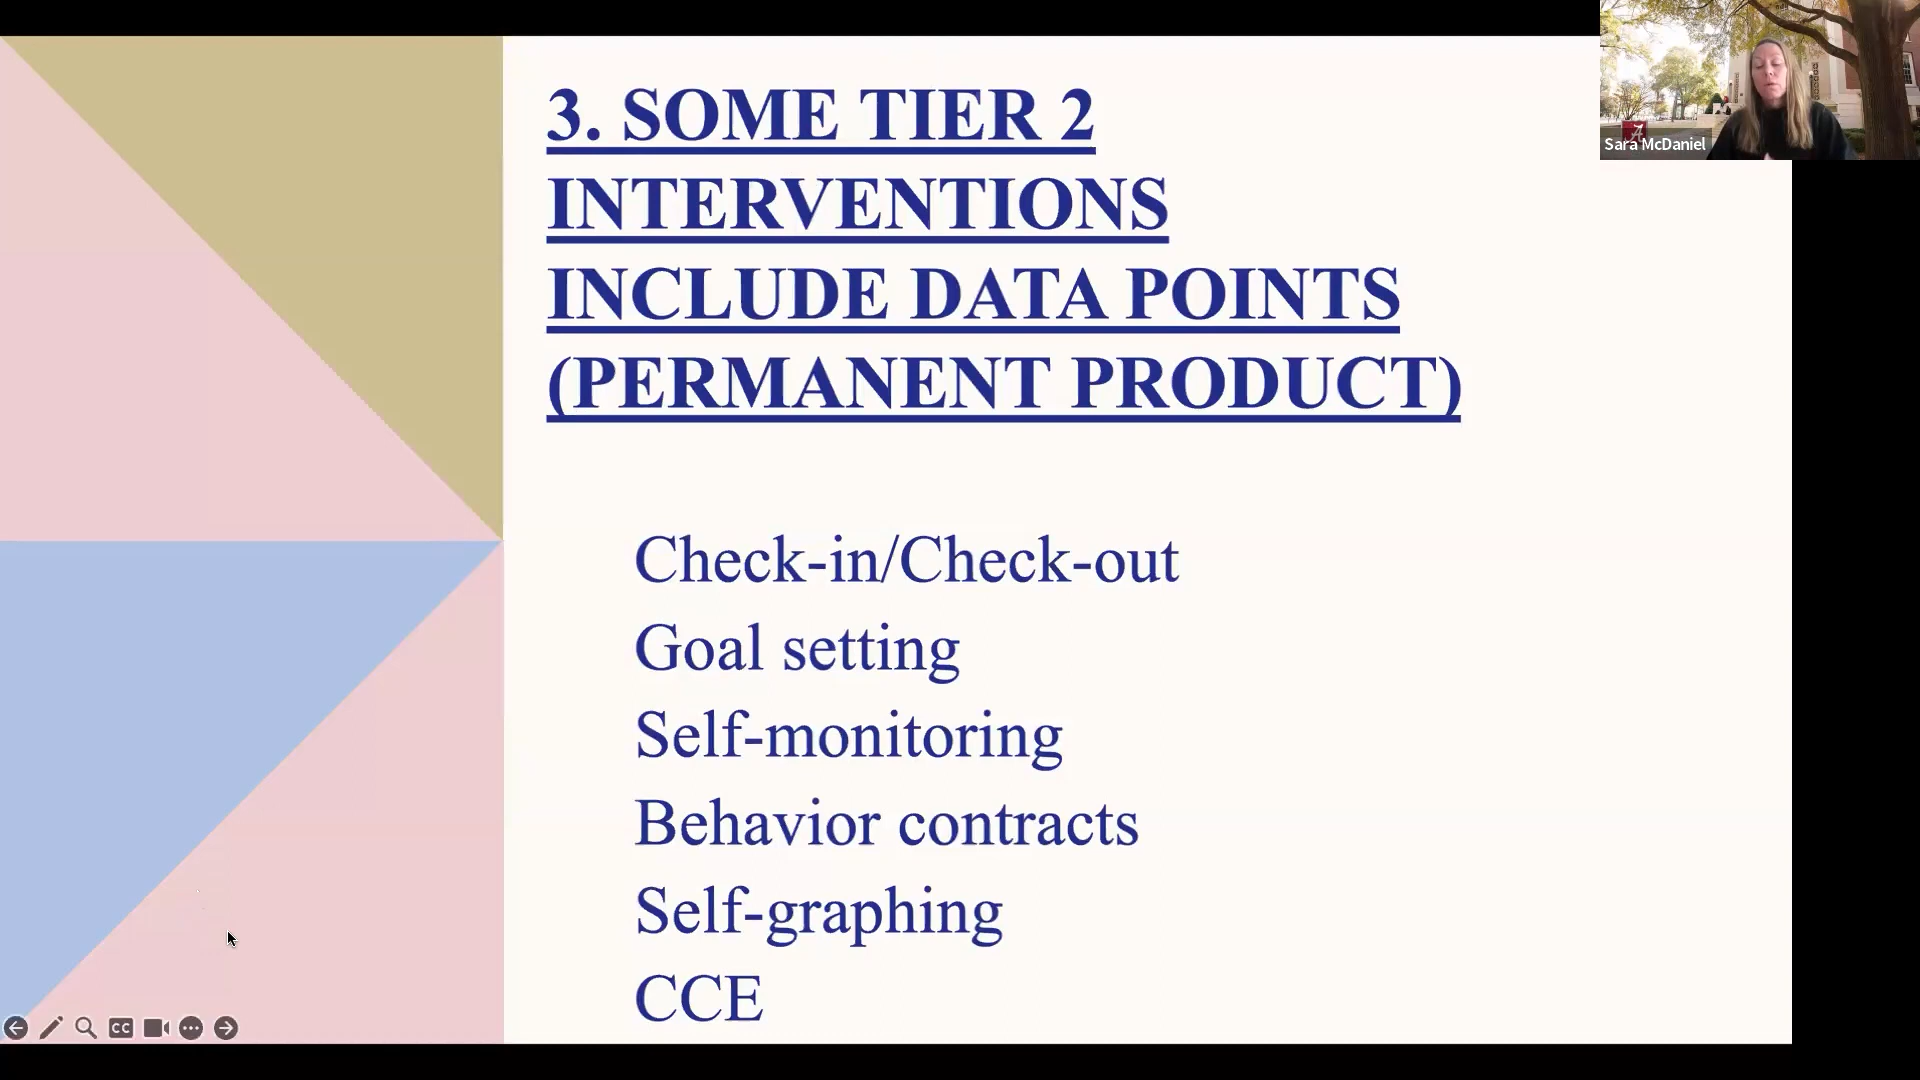 3. SOME TIER 2
INTERVENTIONS
INCLUDE DATA POINTS
(PERMANENT PRODUCT)
Check-in/Check-out
Goal setting
Self-monitoring
Behavior contracts
Self-graphing
CCE
A
Sara McDaniel
CC